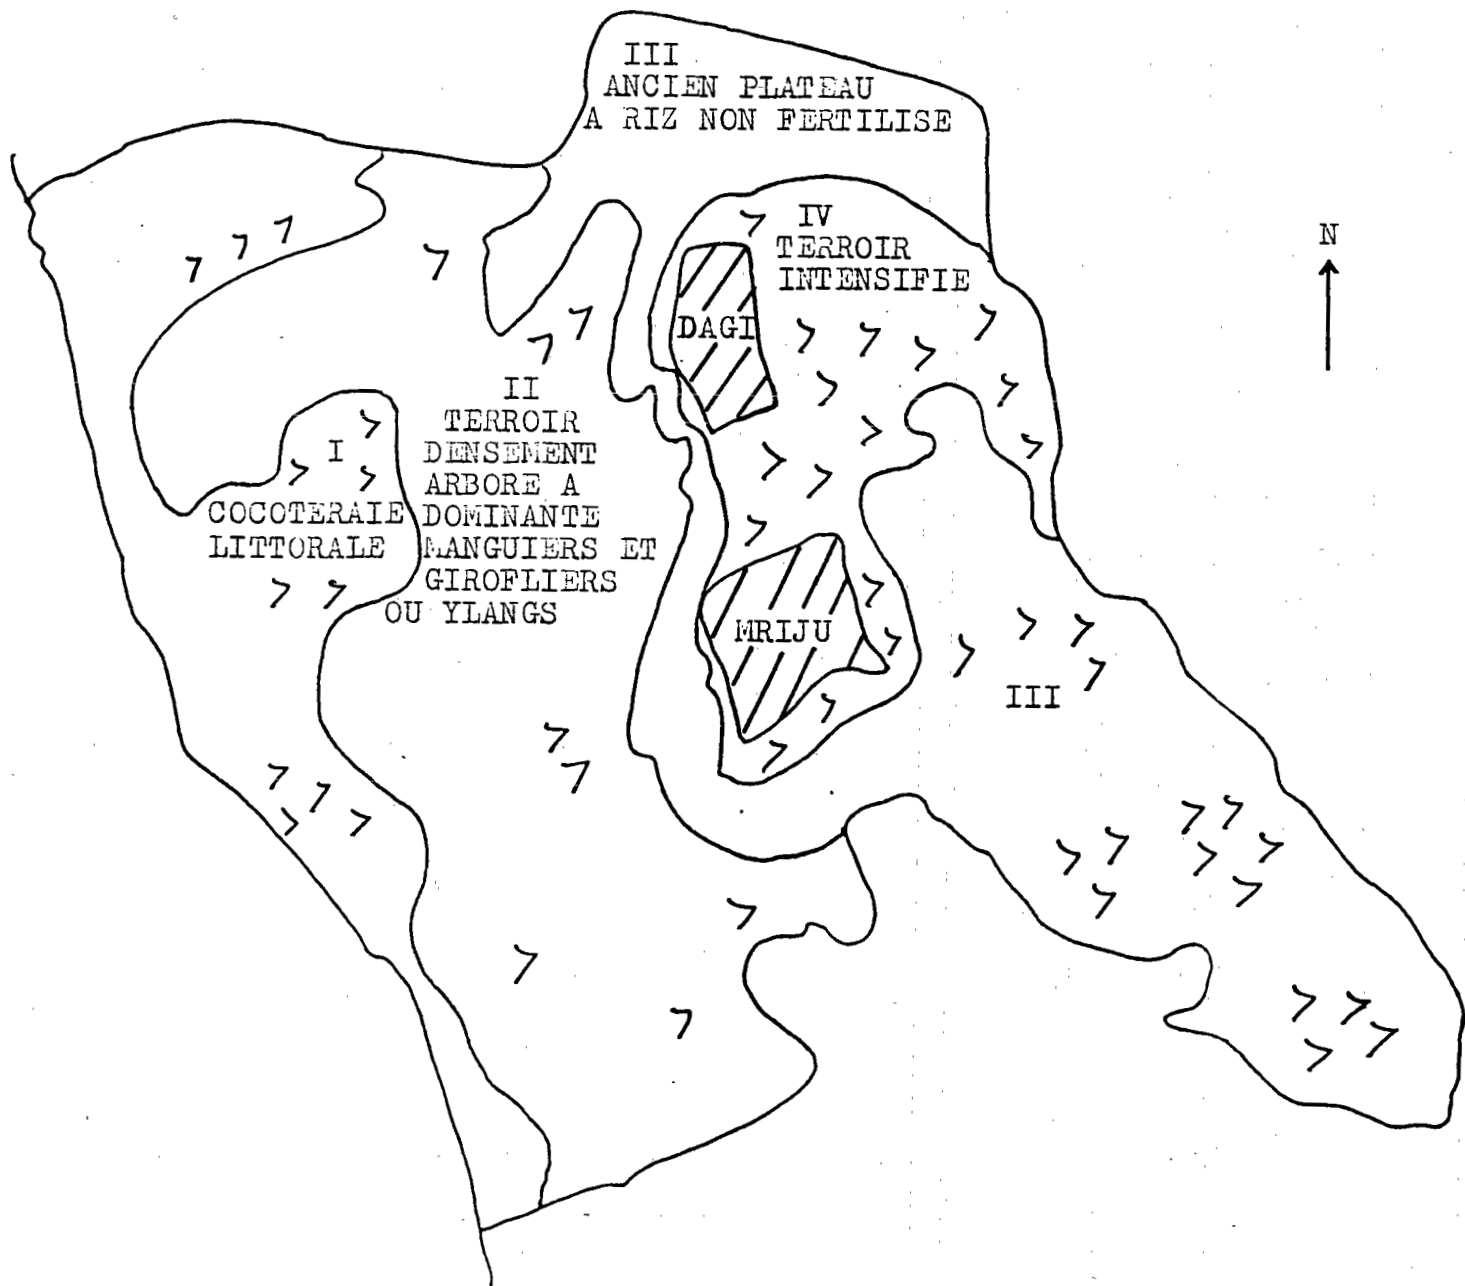 III
ANCIEN PLATEAU
A RIZ NON FERTILISE
IV
TERROIR
INTENSIFIE
N
DAGI
II
TERROIR
DENSEMENT
ARBORE A
DOMINANTE
MANGUIERS ET
GIROFLIERS
OU YLANGS
I
COCOTERAIE
LITTORALE
MRIJU
III